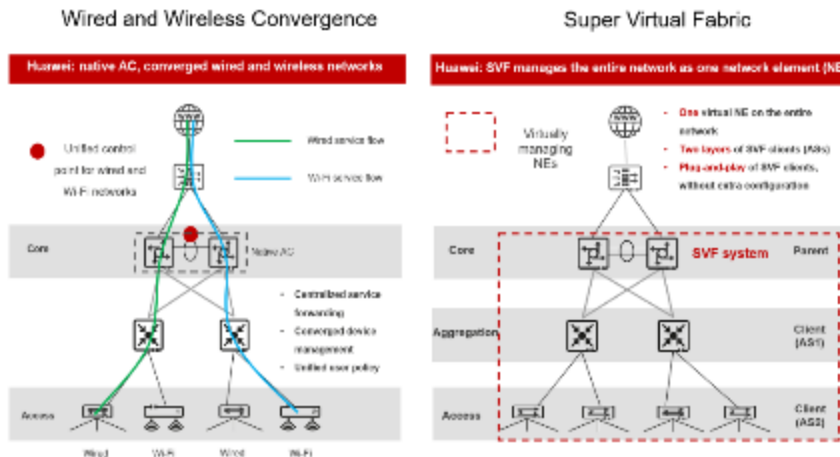 Wired and Wireless Convergence
Huawei: native AC, converged wired and wireless networks
WWW
Unified control
point for wired and
Wi-Fi networks
Wired service flow
Wi-Fi service flow
Core
Native AC
- Centralized service
forwarding
- Converged device
management
- Unified user policy
Access
Wired
Wi-Fi
Wired
Wi-Fi
Super Virtual Fabric
Huawei: SVF manages the entire network as one network element (NE
Virtually
managing
NEs
WWW
- One virtual NE on the entire
network
- Two layers of SVF clients (ASs)
- Plug-and-play of SVF clients,
without extra configuration
Core
SVF system
Parent
Aggregation
Client
(AS1)
Access
Client
(AS2)